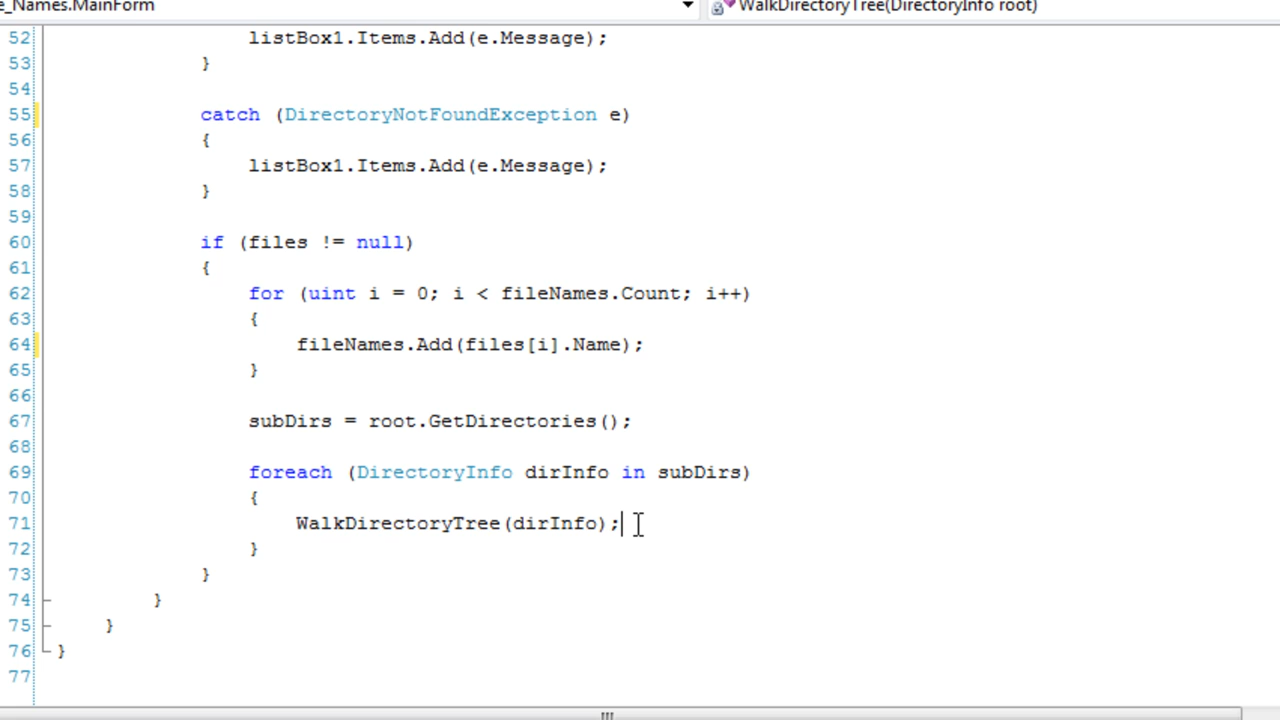 e_Names.MainForm WalkDirectoryTree(DirectoryInfo root)
52 listBox1.Items.Add(e.Message);
53 }
54
55 catch (DirectoryNotFoundException e)
56 {
57 listBox1.Items.Add(e.Message);
58 }
59
60 if (files != null)
61 {
62 for (uint i = 0; i < fileNames.Count; i++)
63 {
64 fileNames.Add(files[i].Name);
65 }
66
67 subDirs = root.GetDirectories();
68
69 foreach (DirectoryInfo dirInfo in subDirs)
70 {
71 WalkDirectoryTree(dirInfo);
72 }
73 }
74 }
75 }
76 }
77